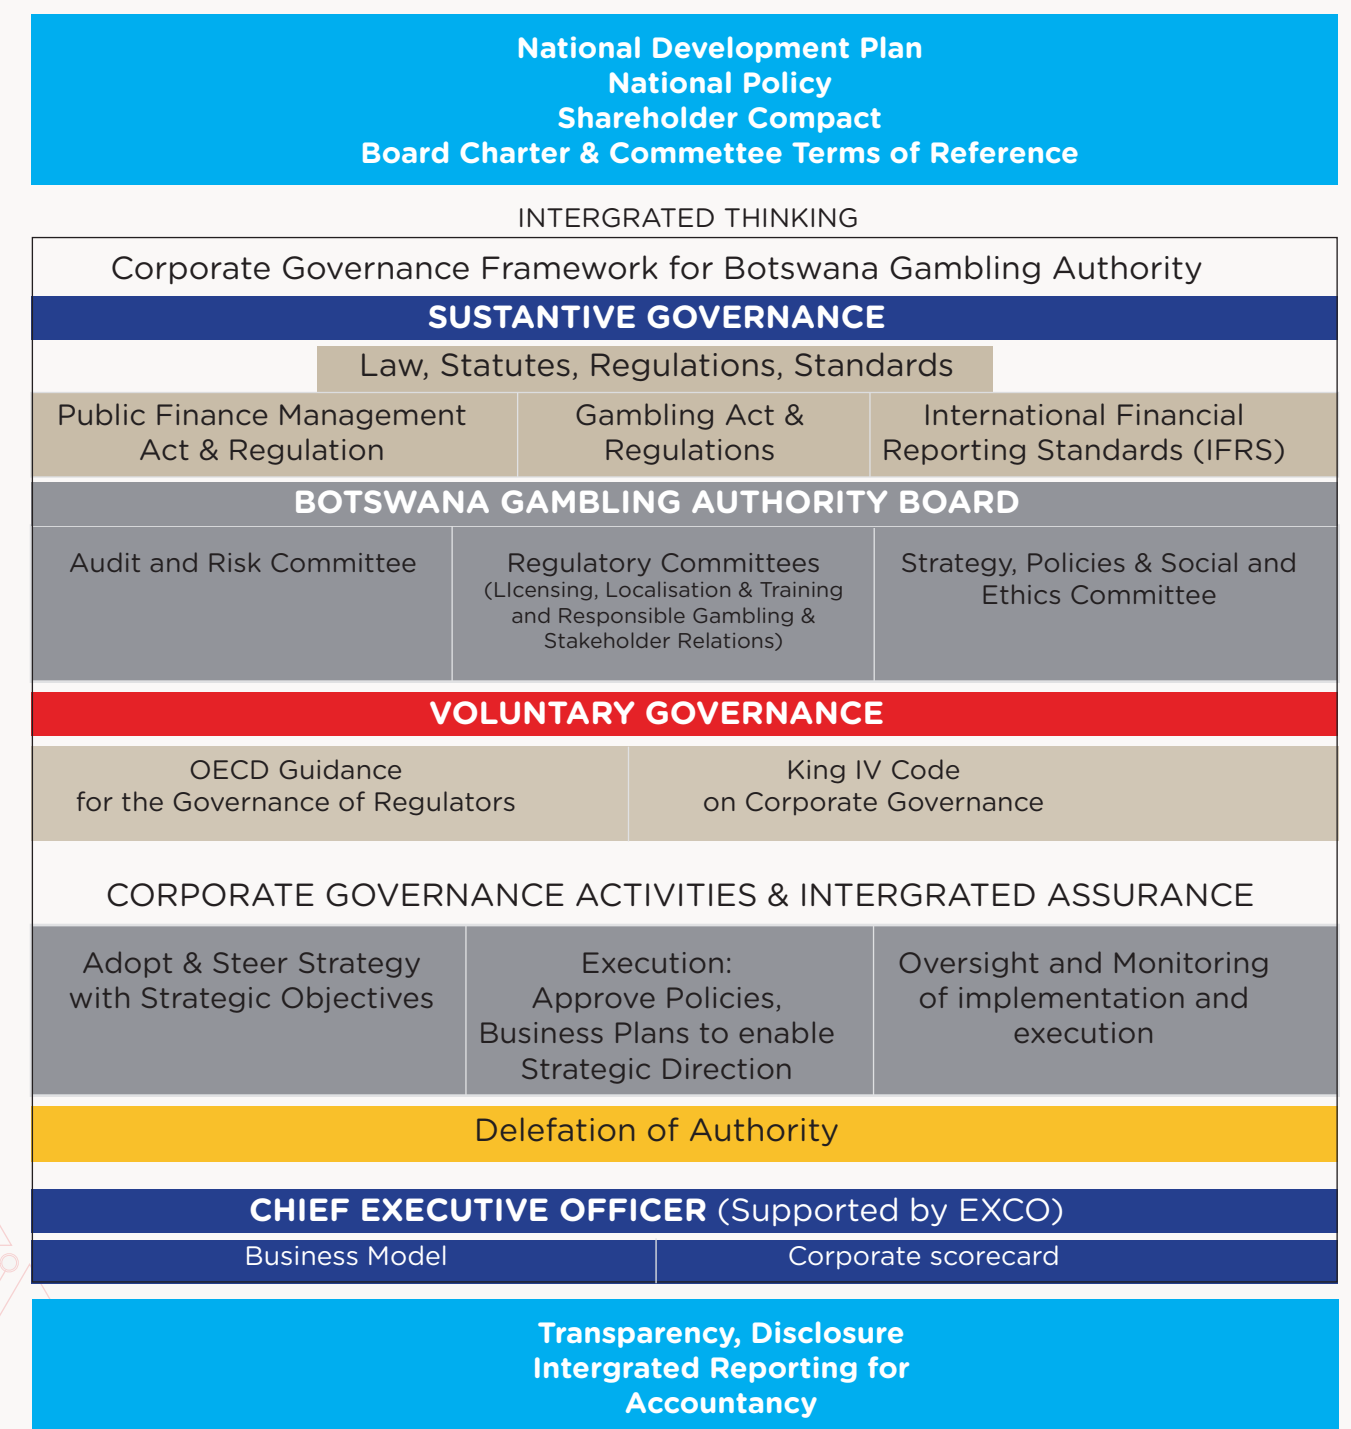 National Development Plan
National Policy
Shareholder Compact
Board Charter & Commettee Terms of Reference
INTERGRATED THINKING
Corporate Governance Framework for Botswana Gambling Authority
SUSTANTIVE GOVERNANCE
Law, Statutes, Regulations, Standards
Public Finance Management
Act & Regulation
Gambling Act &
Regulations
International Financial
Reporting Standards (IFRS)
BOTSWANA GAMBLING AUTHORITY BOARD
Audit and Risk Committee
Regulatory Committees
(LIcensing, Localisation & Training
and Responsible Gambling &
Stakeholder Relations)
Strategy, Policies & Social and
Ethics Committee
VOLUNTARY GOVERNANCE
OECD Guidance
for the Governance of Regulators
King IV Code
on Corporate Governance
CORPORATE GOVERNANCE ACTIVITIES & INTERGRATED ASSURANCE
Adopt & Steer Strategy
with Strategic Objectives
Execution:
Approve Policies,
Business Plans to enable
Strategic Direction
Oversight and Monitoring
of implementation and
execution
Delefation of Authority
CHIEF EXECUTIVE OFFICER (Supported by EXCO)
Business Model
Corporate scorecard
Transparency, Disclosure
Intergrated Reporting for
Accountancy